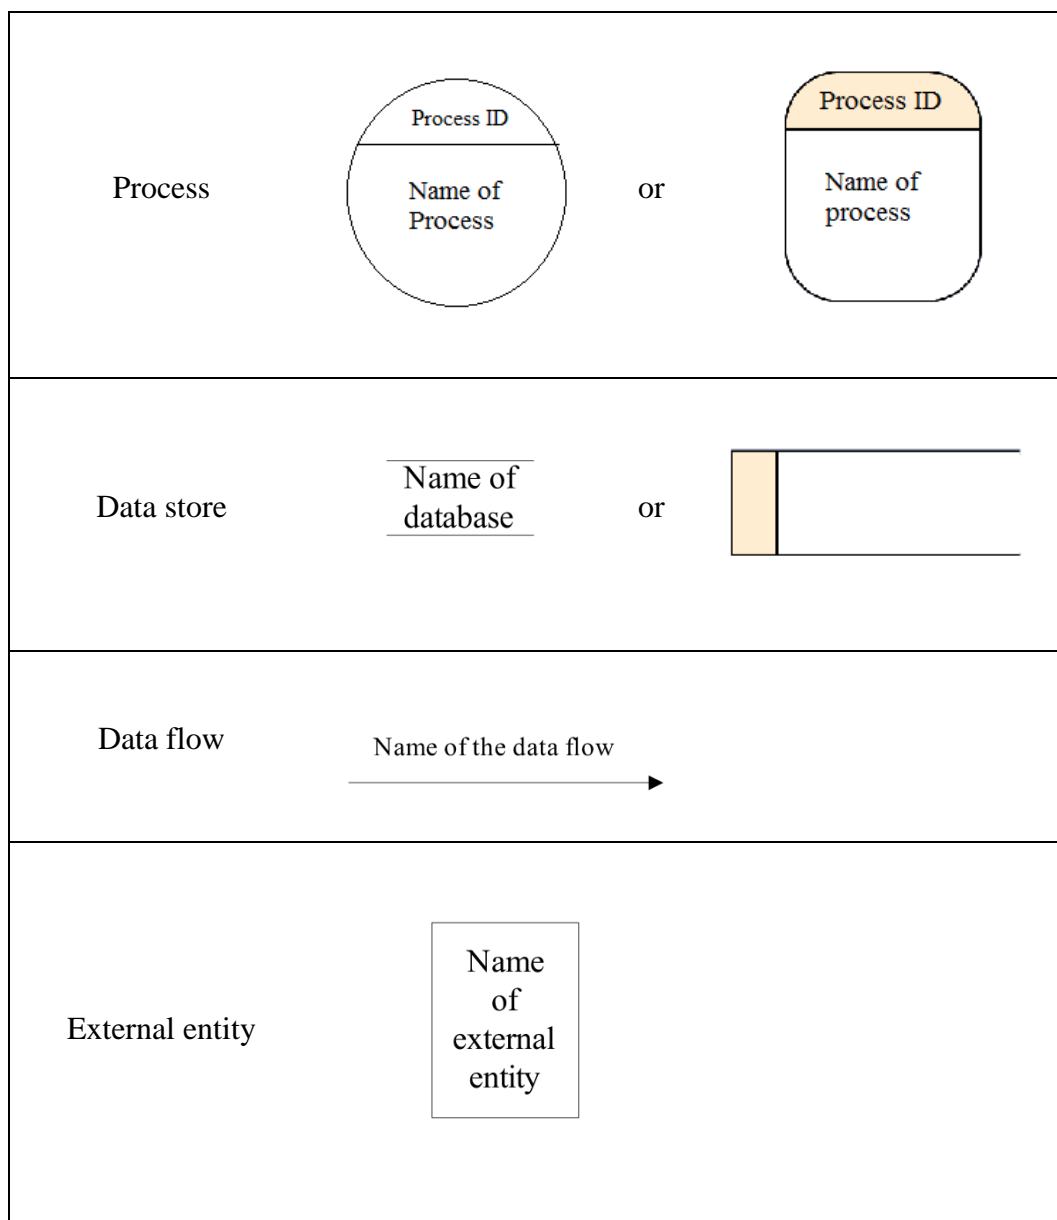 Process
Process ID
Name of
Process
or
Process ID
Name of
process
Data store
Name of
database
or
Data flow
Name of the data flow
External entity
Name
of
external
entity